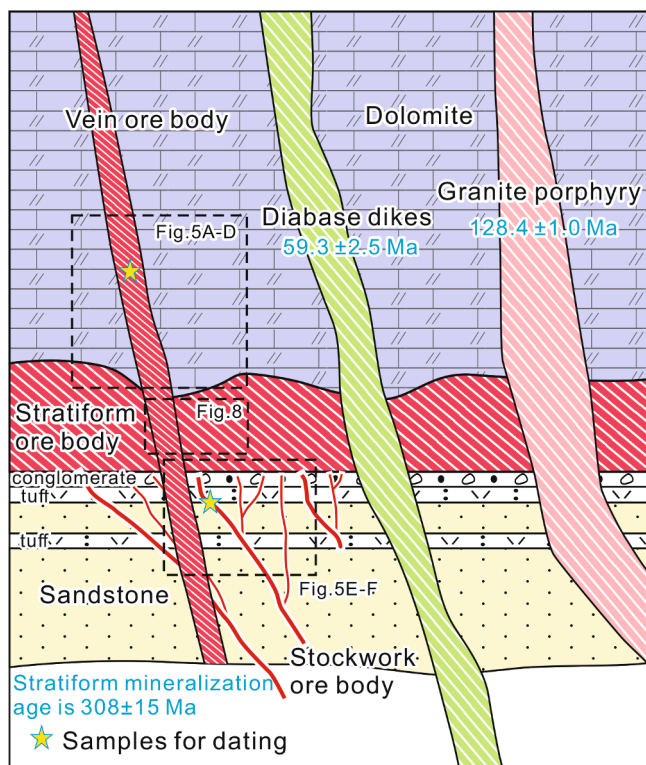 Vein ore body
Dolomite
Granite porphyry
128.4 ±1.0 Ma
Fig.5A-D
Diabase dikes
59.3 ±2.5 Ma
Stratiform
ore body
Fig.8
conglomerate
tuff
tuff
Fig.5E-F
Sandstone
Stockwork
ore body
Stratiform mineralization
age is 308±15 Ma
Samples for dating